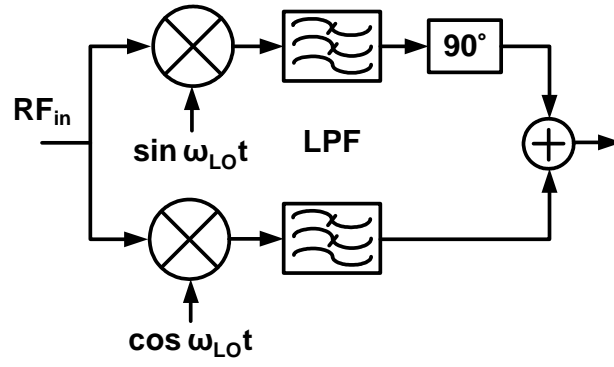 90°
RF_in
sin ω_LO t
LPF
cos ω_LO t